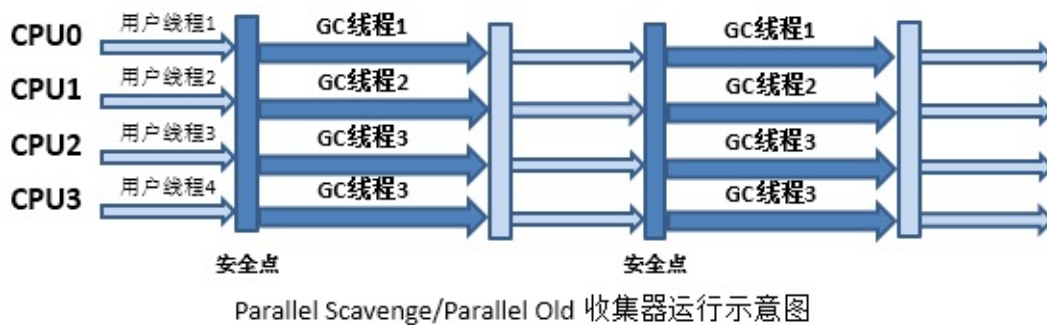 CPU0 用户线程1 GC线程1 GC线程1
CPU1 用户线程2 GC线程2 GC线程2
CPU2 用户线程3 GC线程3 GC线程3
CPU3 用户线程4 GC线程3 GC线程3
安全点 安全点
Parallel Scavenge/Parallel Old 收集器运行示意图